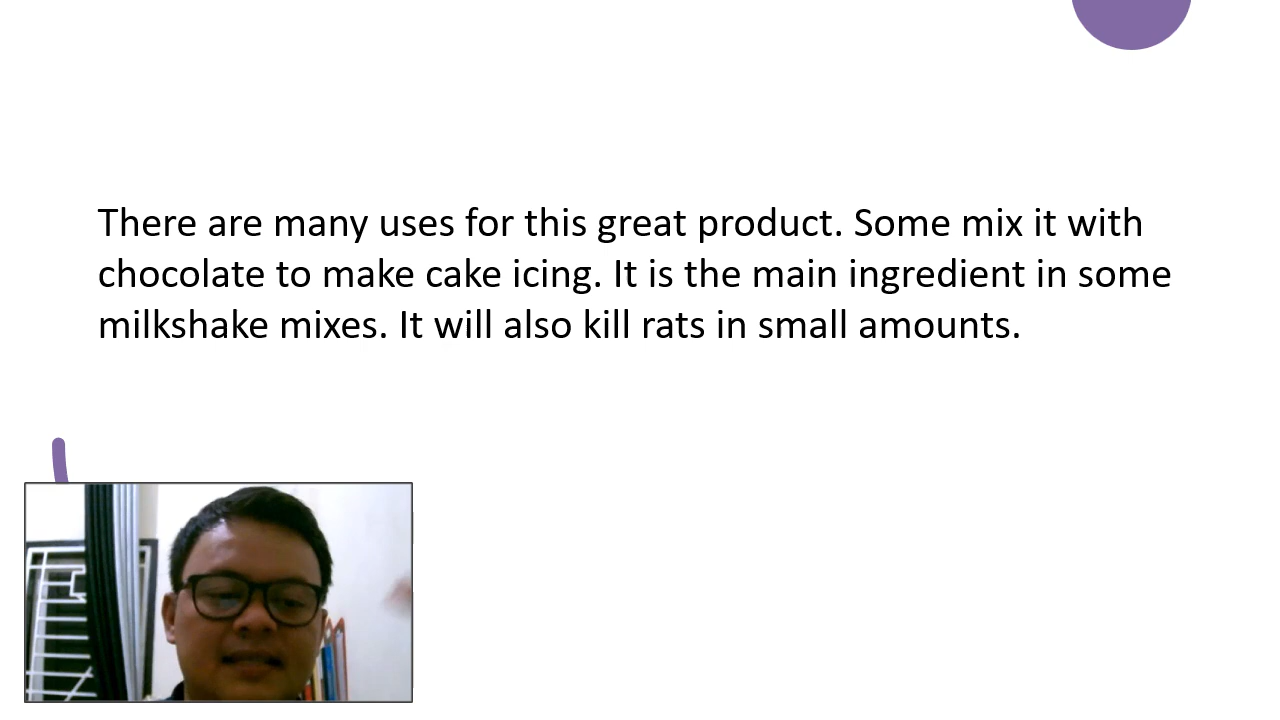 There are many uses for this great product. Some mix it with
chocolate to make cake icing. It is the main ingredient in some
milkshake mixes. It will also kill rats in small amounts.